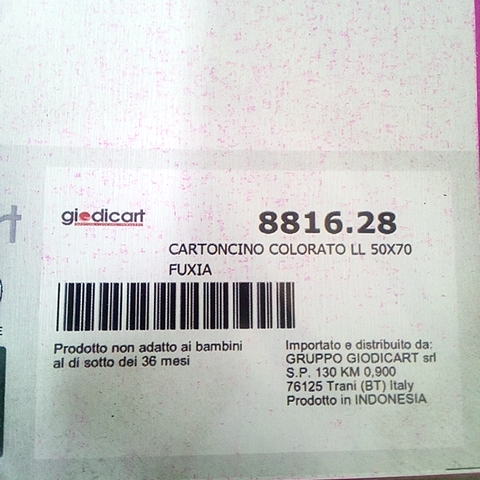 giodicart
8816.28
CARTONCINO COLORATO LL 50X70
FUXIA
Prodotto non adatto ai bambini
al di sotto dei 36 mesi
Importato e distribuito da:
GRUPPO GIODICART srl
S.P. 130 KM 0,900
76125 Trani (BT) Italy
Prodotto in INDONESIA